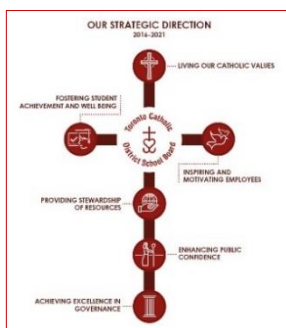 OUR STRATEGIC DIRECTION
2016-2021
LIVING OUR CATHOLIC VALUES
FOSTERING STUDENT
ACHIEVEMENT AND WELL BEING
Toronto Catholic
District School Board
INSPIRING AND
MOTIVATING EMPLOYEES
PROVIDING STEWARDSHIP
OF RESOURCES
ENHANCING PUBLIC
CONFIDENCE
ACHIEVING EXCELLENCE IN
GOVERNANCE